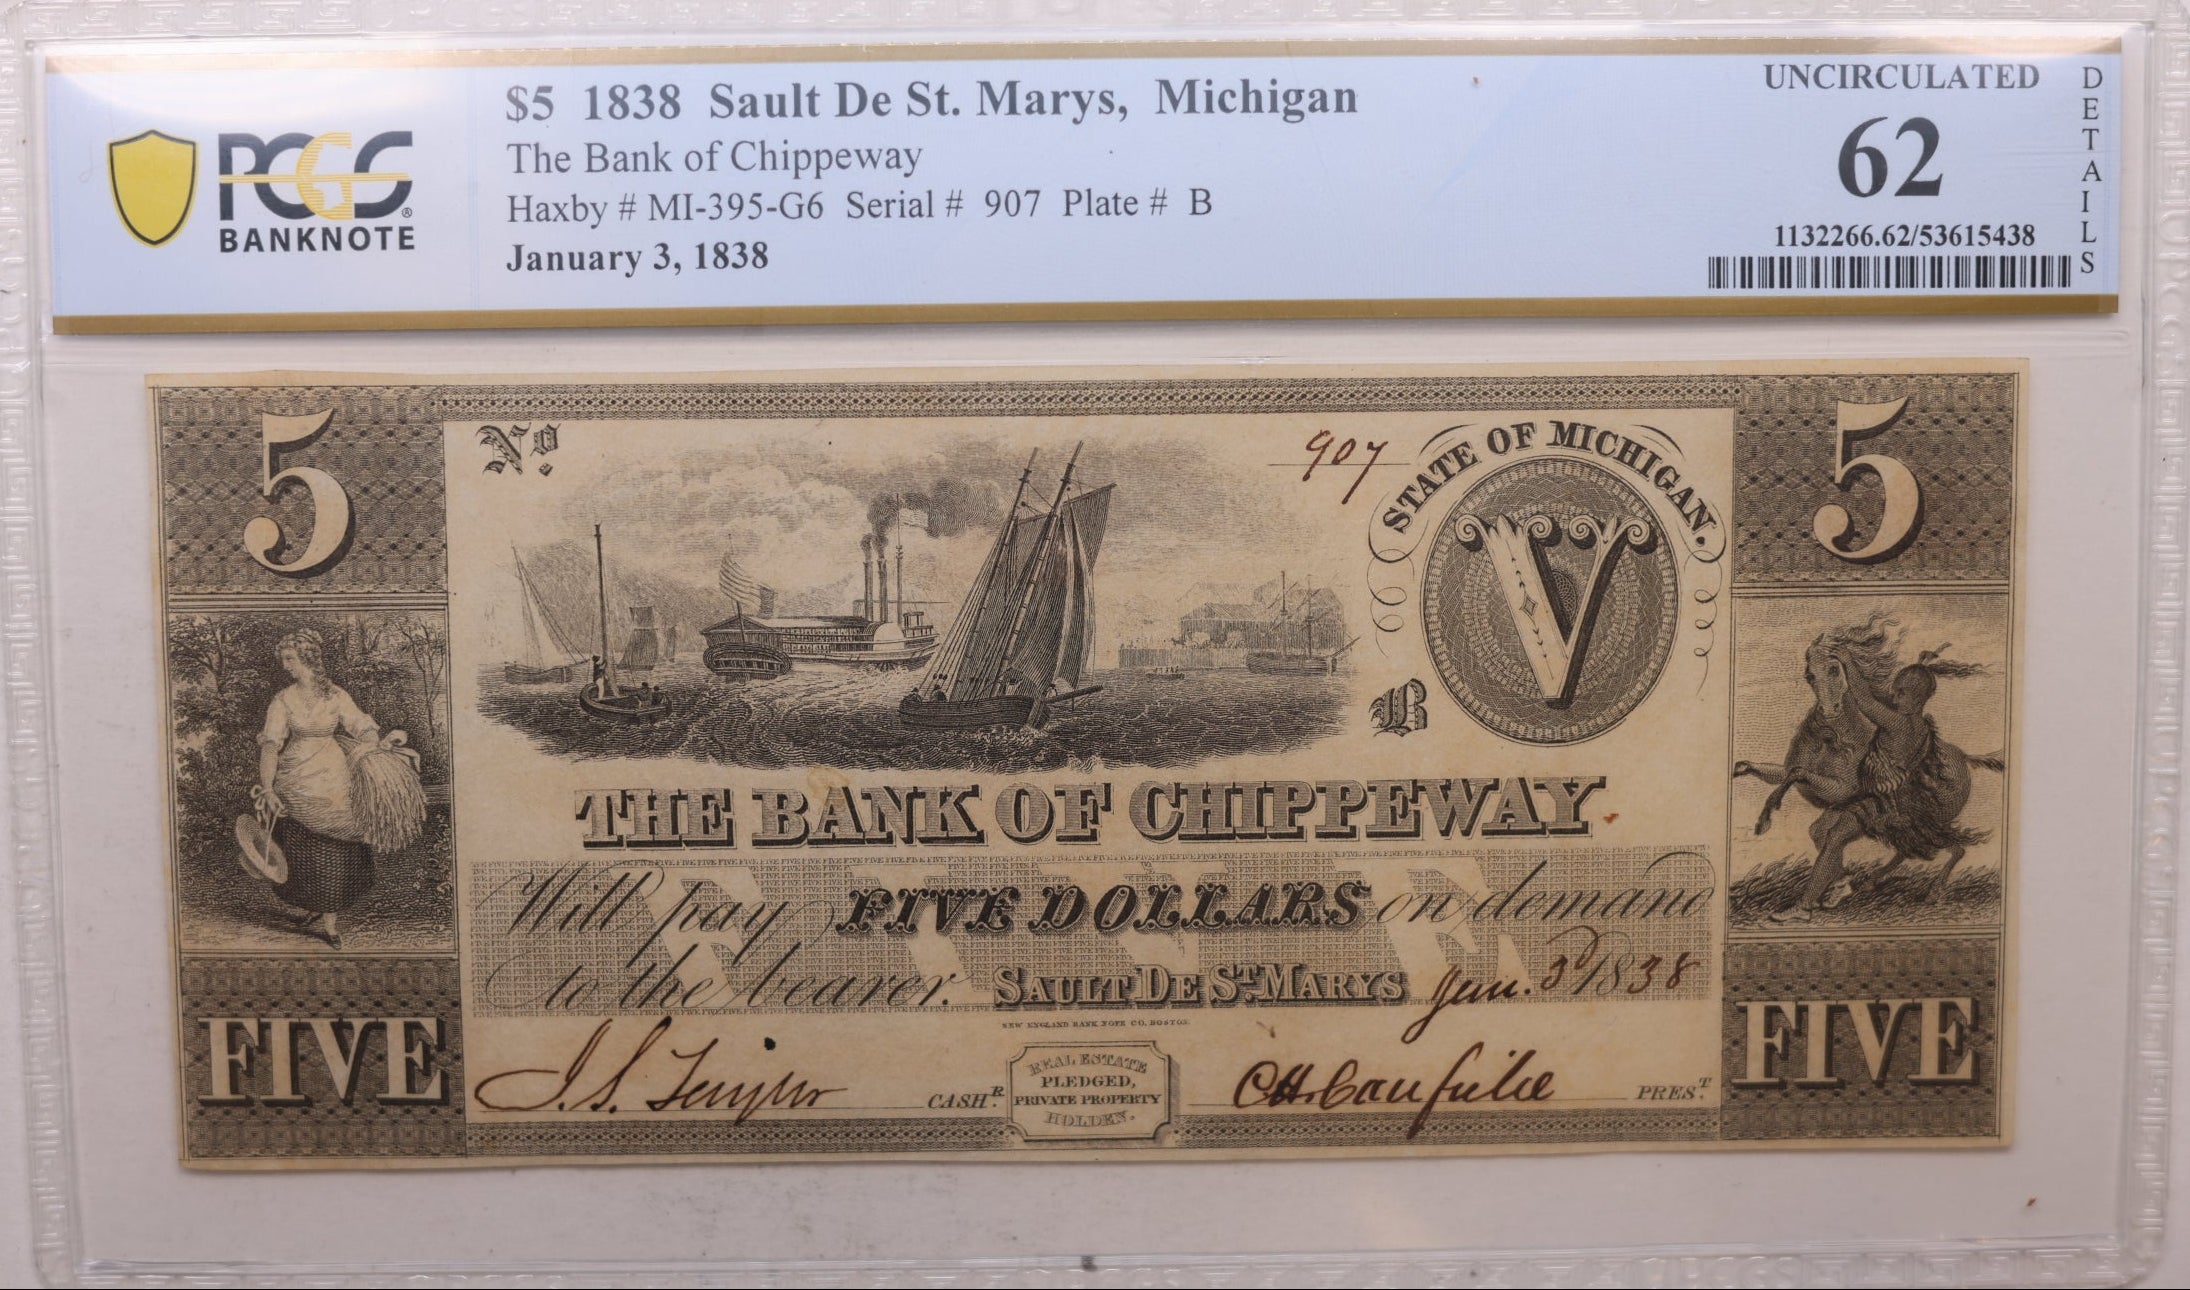 PCGS
BANKNOTE
$5 1838 Sault De St. Marys, Michigan
The Bank of Chippeway
Haxby # MI-395-G6 Serial # 907 Plate # B
January 3, 1838
UNCIRCULATED
62
1132266.62/53615438
DETAILS
5
No.
907
STATE OF MICHIGAN.
V
B
5
THE BANK OF CHIPPEWAY.
Will pay FIVE DOLLARS on demand
to the bearer. SAULT DE ST. MARYS Jan. 3d 1838
FIVE
NEW ENGLAND BANK NOTE CO. BOSTON.
FIVE
FIVE
CASHR.
REAL ESTATE
PLEDGED,
PRIVATE PROPERTY
HOLDEN.
PREST.